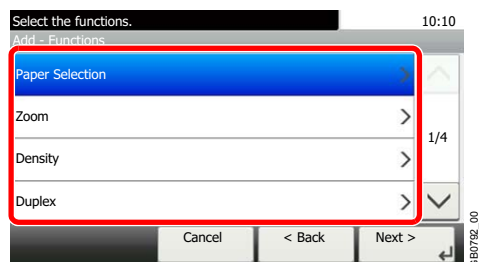 Select the functions.
10:10
Add - Functions
Paper Selection
Zoom
1/4
Density
Duplex
Cancel
< Back
Next >
GB0792_00